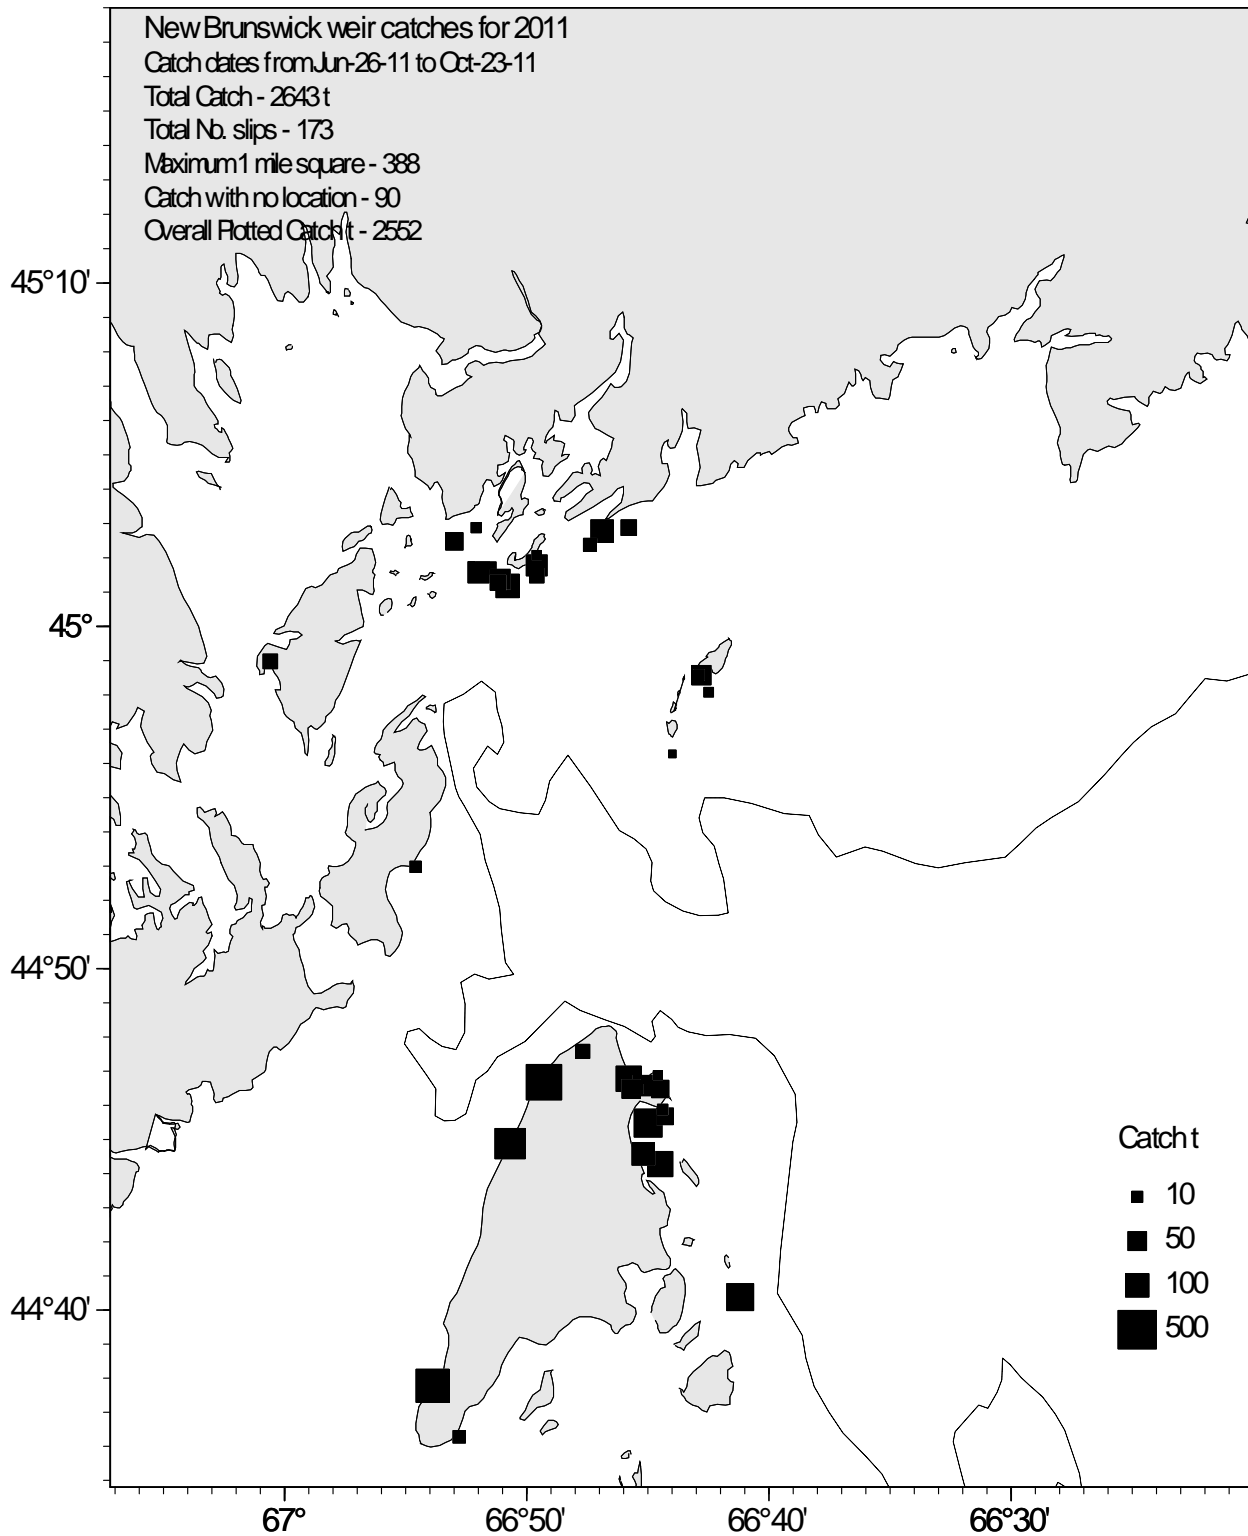 New Brunswick weir catches for 2011
Catch dates from Jun-26-11 to Oct-23-11
Total Catch - 2643 t
Total No. slips - 173
Maximum 1 mile square - 388
Catch with no location - 90
Overall Plotted Catch t - 2552
45°10'
45°
44°50'
44°40'
Catch t
10
50
100
500
67°
66°50'
66°40'
66°30'